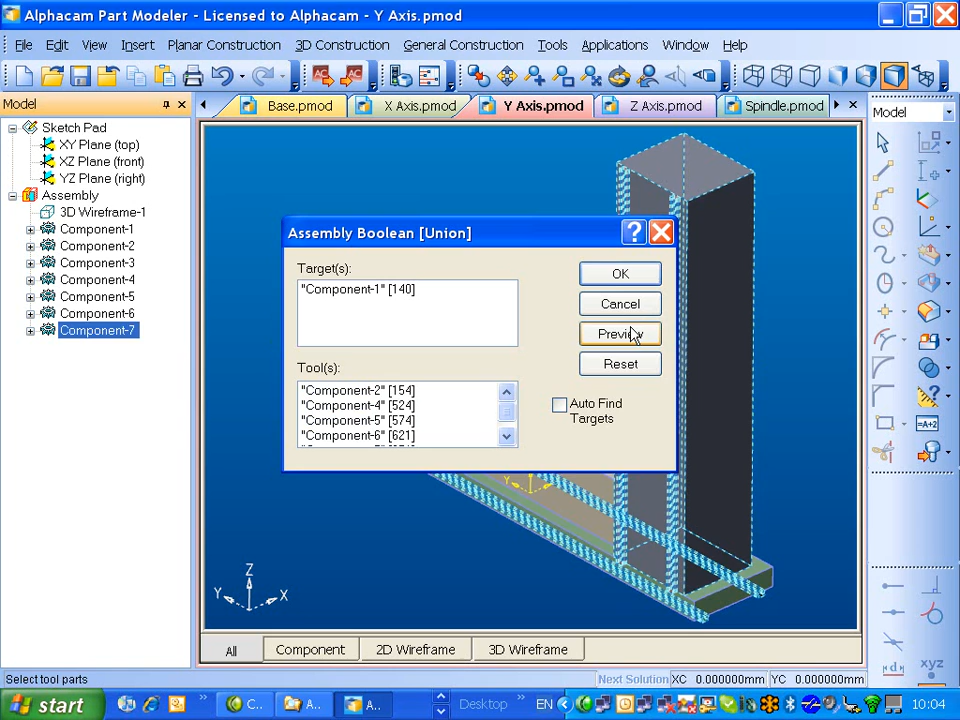 Alphacam Part Modeler - Licensed to Alphacam - Y Axis.pmod
File Edit View Insert Planar Construction 3D Construction General Construction Tools Applications Window Help
AC AC
Model
Base.pmod X Axis.pmod Y Axis.pmod Z Axis.pmod Spindle.pmod
Model
Sketch Pad
XY Plane (top)
XZ Plane (front)
YZ Plane (right)
Assembly
3D Wireframe-1
Component-1
Component-2
Component-3
Component-4
Component-5
Component-6
Component-7
Assembly Boolean [Union]
Target(s):
"Component-1" [140]
OK
Cancel
Preview
Reset
Tool(s):
"Component-2" [154]
"Component-4" [524]
"Component-5" [574]
"Component-6" [621]
Auto Find
Targets
=A+2
Y
Z
Y X
{d}
xyz
All Component 2D Wireframe 3D Wireframe
Select tool parts
Next Solution XC 0.000000mm YC 0.000000mm
start
C..
A..
A..
Desktop
EN
10:04